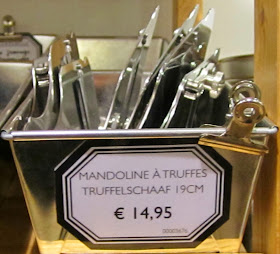 MANDOLINE À TRUFFES
TRUFFELSCHAAF 19CM
€ 14,95